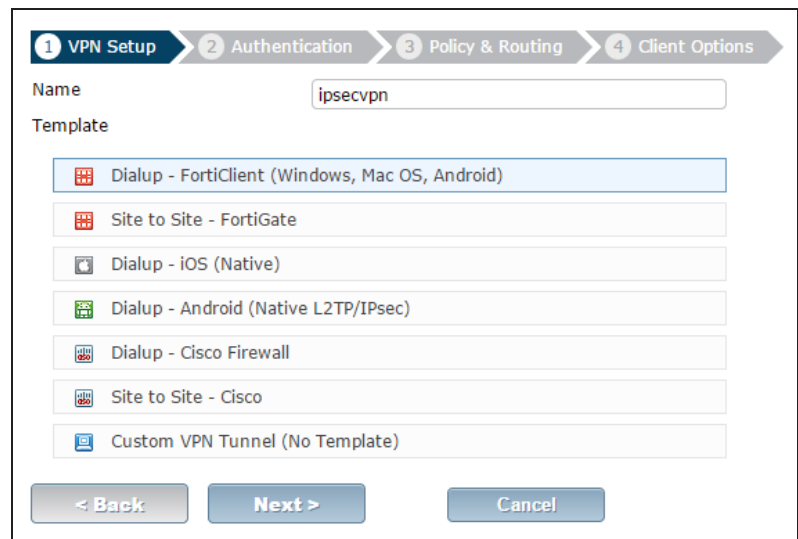 1 VPN Setup 2 Authentication 3 Policy & Routing 4 Client Options
Name ipsecvpn
Template
Dialup - FortiClient (Windows, Mac OS, Android)
Site to Site - FortiGate
Dialup - iOS (Native)
Dialup - Android (Native L2TP/IPsec)
Dialup - Cisco Firewall
Site to Site - Cisco
Custom VPN Tunnel (No Template)
< Back Next > Cancel